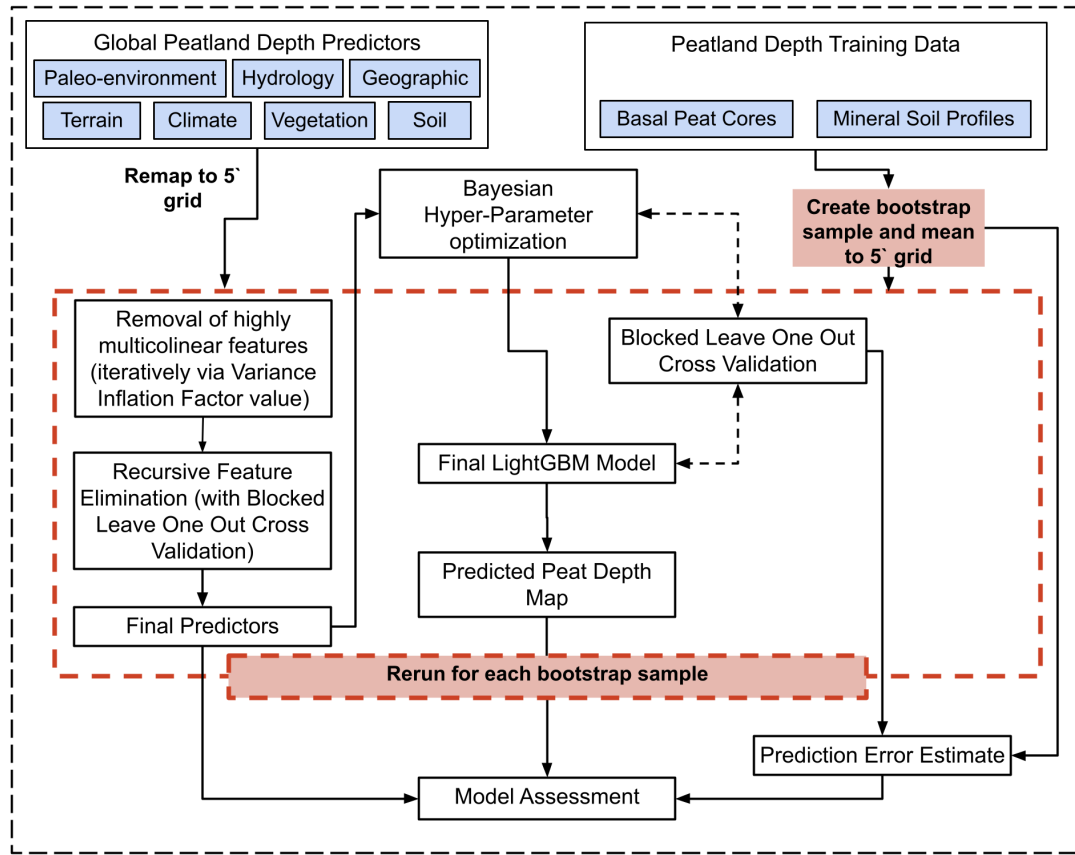 Global Peatland Depth Predictors
Paleo-environment
Hydrology
Geographic
Terrain
Climate
Vegetation
Soil
Peatland Depth Training Data
Basal Peat Cores
Mineral Soil Profiles
Remap to 5`
grid
Bayesian
Hyper-Parameter
optimization
Create bootstrap
sample and mean
to 5` grid
Removal of highly
multicolinear features
(iteratively via Variance
Inflation Factor value)
Blocked Leave One Out
Cross Validation
Recursive Feature
Elimination (with Blocked
Leave One Out Cross
Validation)
Final LightGBM Model
Predicted Peat Depth
Map
Final Predictors
Rerun for each bootstrap sample
Prediction Error Estimate
Model Assessment